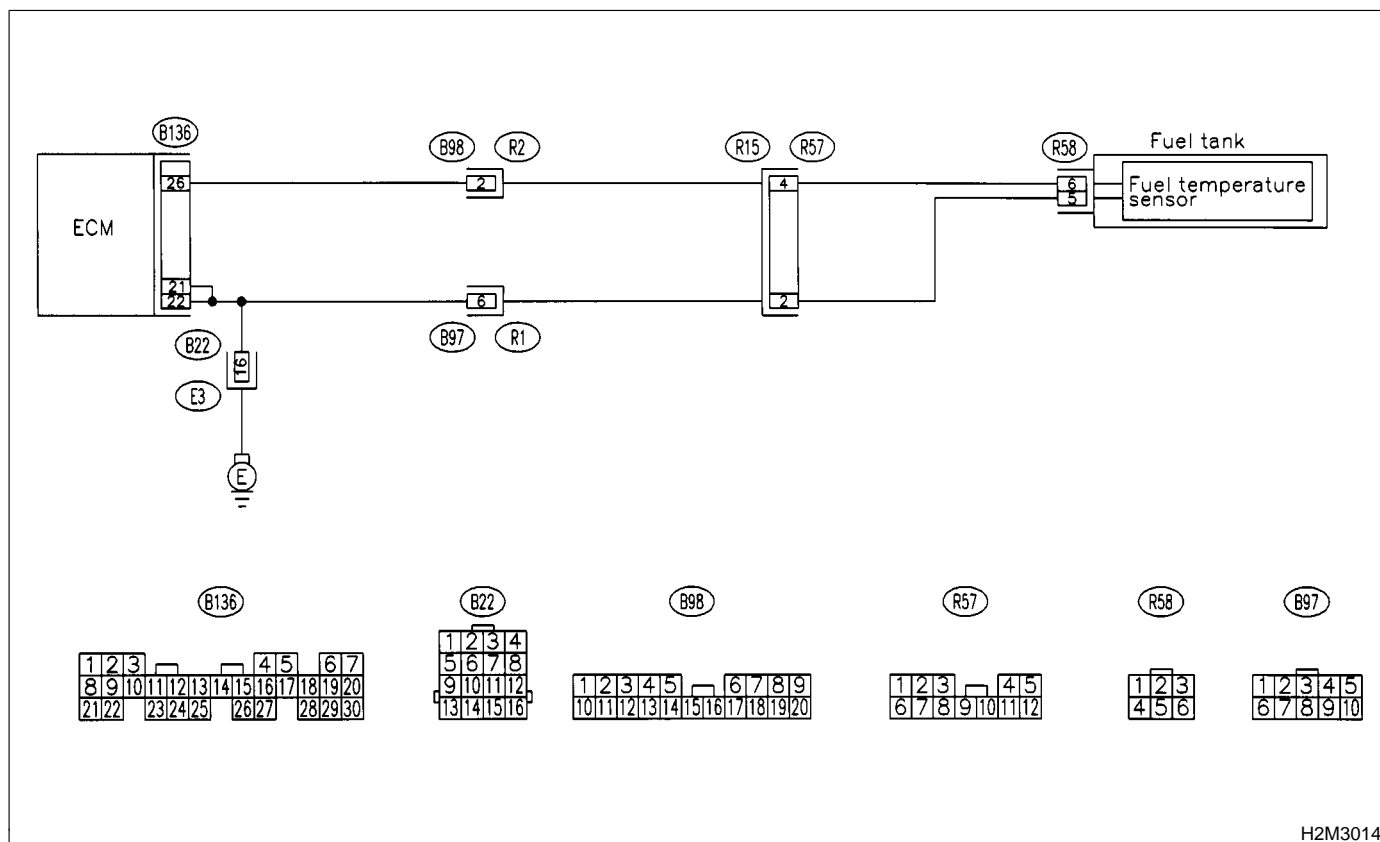 B136
B98 R2
R15 R57
R58
Fuel tank
26
2
4
6
5
Fuel temperature
sensor
ECM
21
22
6
2
B22
B97 R1
16
E3
E
B136
B22
B98
R57
R58
B97
1 2 3 4 5 6 7
8 9 10 11 12 13 14 15 16 17 18 19 20
21 22 23 24 25 26 27 28 29 30
1 2 3 4
5 6 7 8
9 10 11 12
13 14 15 16
1 2 3 4 5 6 7 8 9
10 11 12 13 14 15 16 17 18 19 20
1 2 3 4 5
6 7 8 9 10 11 12
1 2 3
4 5 6
1 2 3 4 5
6 7 8 9 10
H2M3014